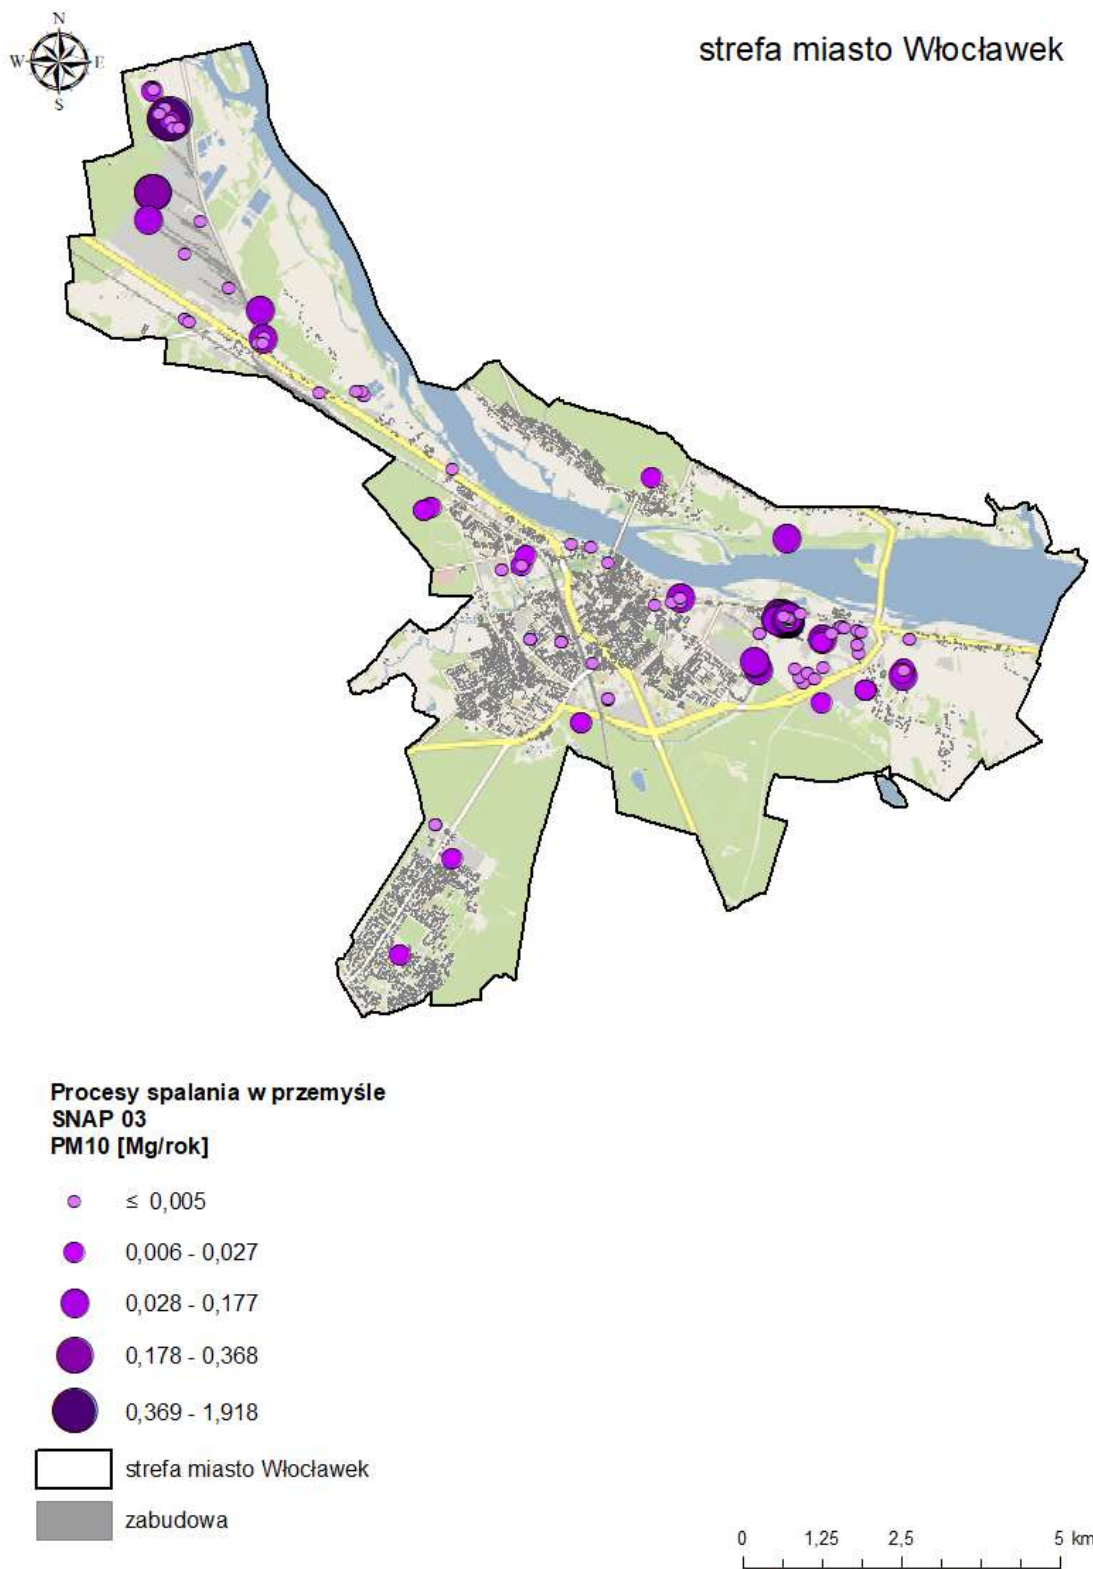 N
W E
S
strefa miasto Włocławek
Procesy spalania w przemyśle
SNAP 03
PM10 [Mg/rok]
≤ 0,005
0,006 - 0,027
0,028 - 0,177
0,178 - 0,368
0,369 - 1,918
strefa miasto Włocławek
zabudowa
0 1,25 2,5 5 km